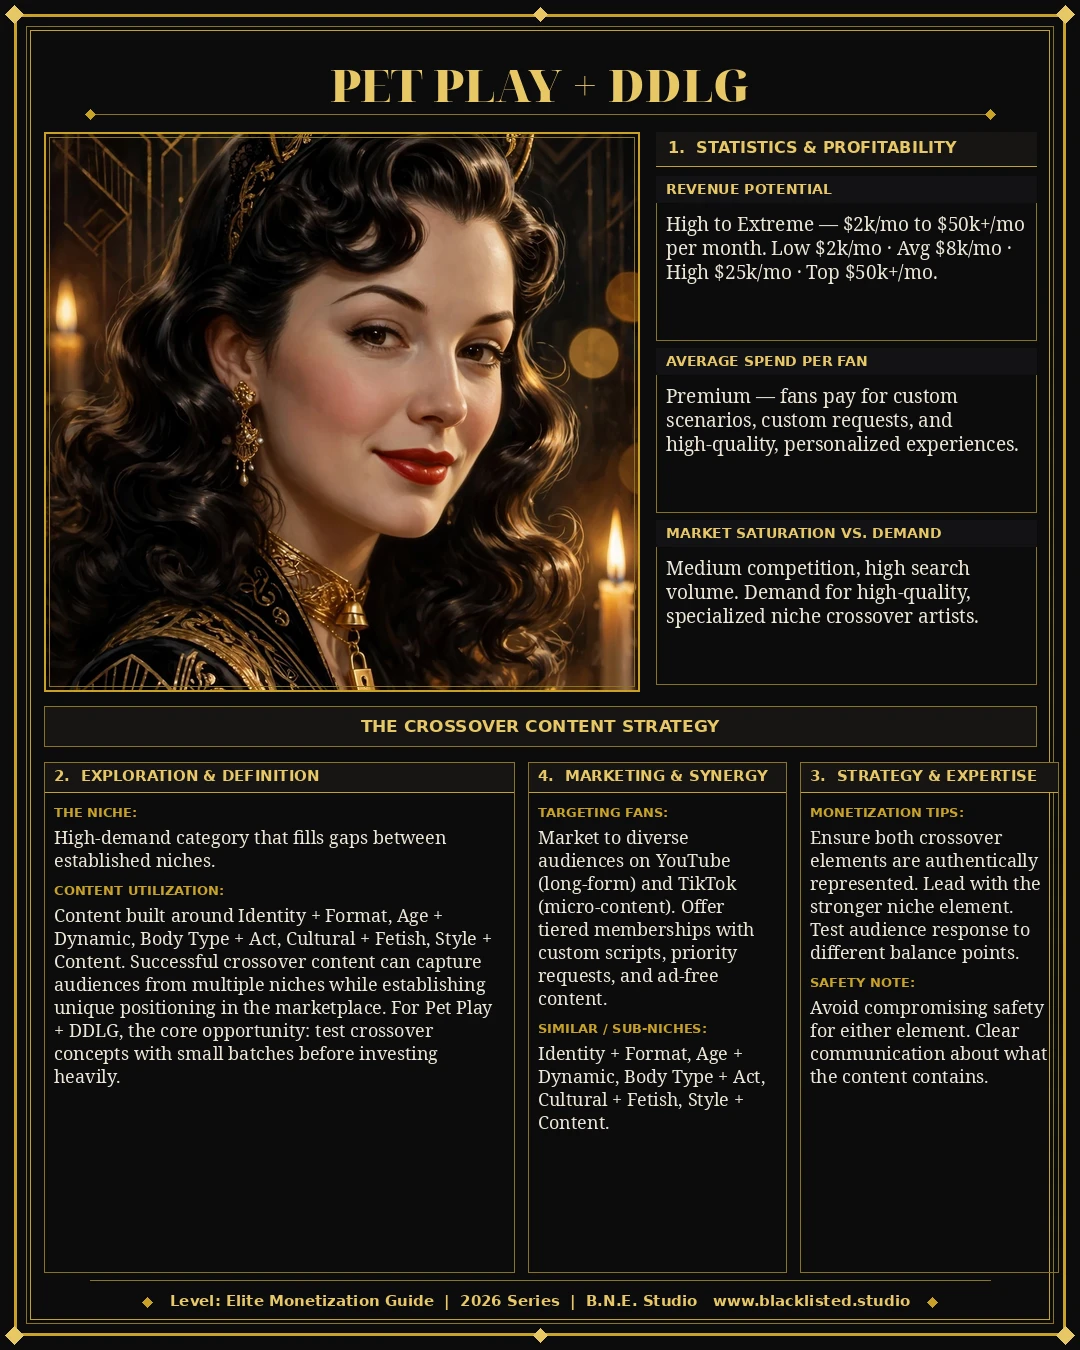 PET PLAY + DDLG
1. STATISTICS & PROFITABILITY
REVENUE POTENTIAL
High to Extreme — $2k/mo to $50k+/mo
per month. Low $2k/mo · Avg $8k/mo ·
High $25k/mo · Top $50k+/mo.
AVERAGE SPEND PER FAN
Premium — fans pay for custom
scenarios, custom requests, and
high-quality, personalized experiences.
MARKET SATURATION VS. DEMAND
Medium competition, high search
volume. Demand for high-quality,
specialized niche crossover artists.
THE CROSSOVER CONTENT STRATEGY
2. EXPLORATION & DEFINITION
THE NICHE:
High-demand category that fills gaps between
established niches.
CONTENT UTILIZATION:
Content built around Identity + Format, Age +
Dynamic, Body Type + Act, Cultural + Fetish, Style +
Content. Successful crossover content can capture
audiences from multiple niches while establishing
unique positioning in the marketplace. For Pet Play
+ DDLG, the core opportunity: test crossover
concepts with small batches before investing
heavily.
4. MARKETING & SYNERGY
TARGETING FANS:
Market to diverse
audiences on YouTube
(long-form) and TikTok
(micro-content). Offer
tiered memberships with
custom scripts, priority
requests, and ad-free
content.
SIMILAR / SUB-NICHES:
Identity + Format, Age +
Dynamic, Body Type + Act,
Cultural + Fetish, Style +
Content.
3. STRATEGY & EXPERTISE
MONETIZATION TIPS:
Ensure both crossover
elements are authentically
represented. Lead with the
stronger niche element.
Test audience response to
different balance points.
SAFETY NOTE:
Avoid compromising safety
for either element. Clear
communication about what
the content contains.
Level: Elite Monetization Guide | 2026 Series | B.N.E. Studio www.blacklisted.studio